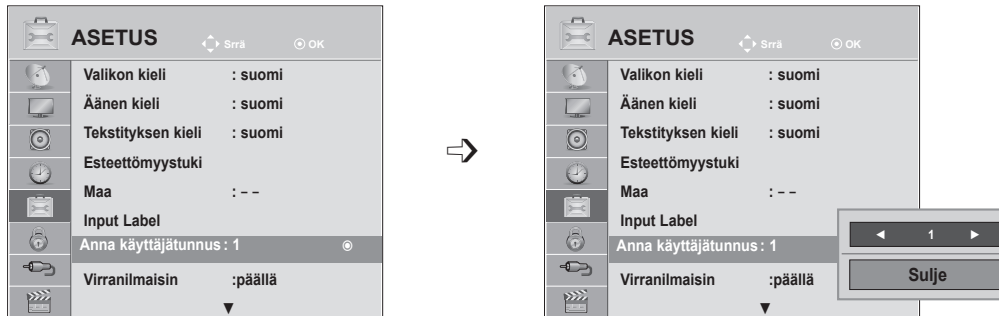 ASETUS Srrä OK
Valikon kieli : suomi
Äänen kieli : suomi
Tekstityksen kieli : suomi
Esteettömyystuki
Maa : – –
Input Label
Anna käyttäjätunnus : 1
Virranilmaisin :päällä
ASETUS Srrä OK
Valikon kieli : suomi
Äänen kieli : suomi
Tekstityksen kieli : suomi
Esteettömyystuki
Maa : – –
Input Label
Anna käyttäjätunnus : 1
Virranilmaisin :päällä
◄ 1 ►
Sulje